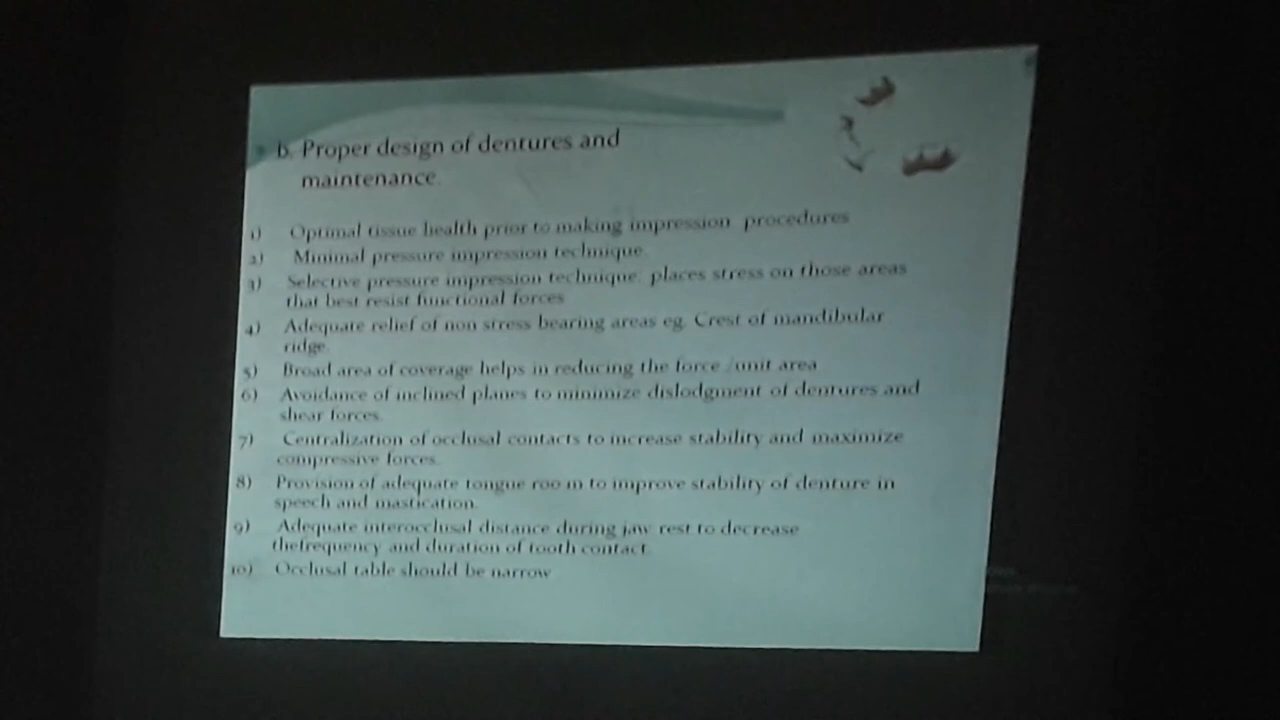 b. Proper design of dentures and
maintenance.
1) Optimal tissue health prior to making impression procedures
2) Minimal pressure impression technique.
3) Selective pressure impression technique: places stress on those areas
that best resist functional forces
4) Adequate relief of non stress bearing areas eg. Crest of mandibular
ridge.
5) Broad area of coverage helps in reducing the force /unit area
6) Avoidance of inclined planes to minimize dislodgment of dentures and
shear forces.
7) Centralization of occlusal contacts to increase stability and maximize
compressive forces.
8) Provision of adequate tongue roo m to improve stability of denture in
speech and mastication.
9) Adequate interocclusal distance during jaw rest to decrease
thefrequency and duration of tooth contact.
10) Occlusal table should be narrow